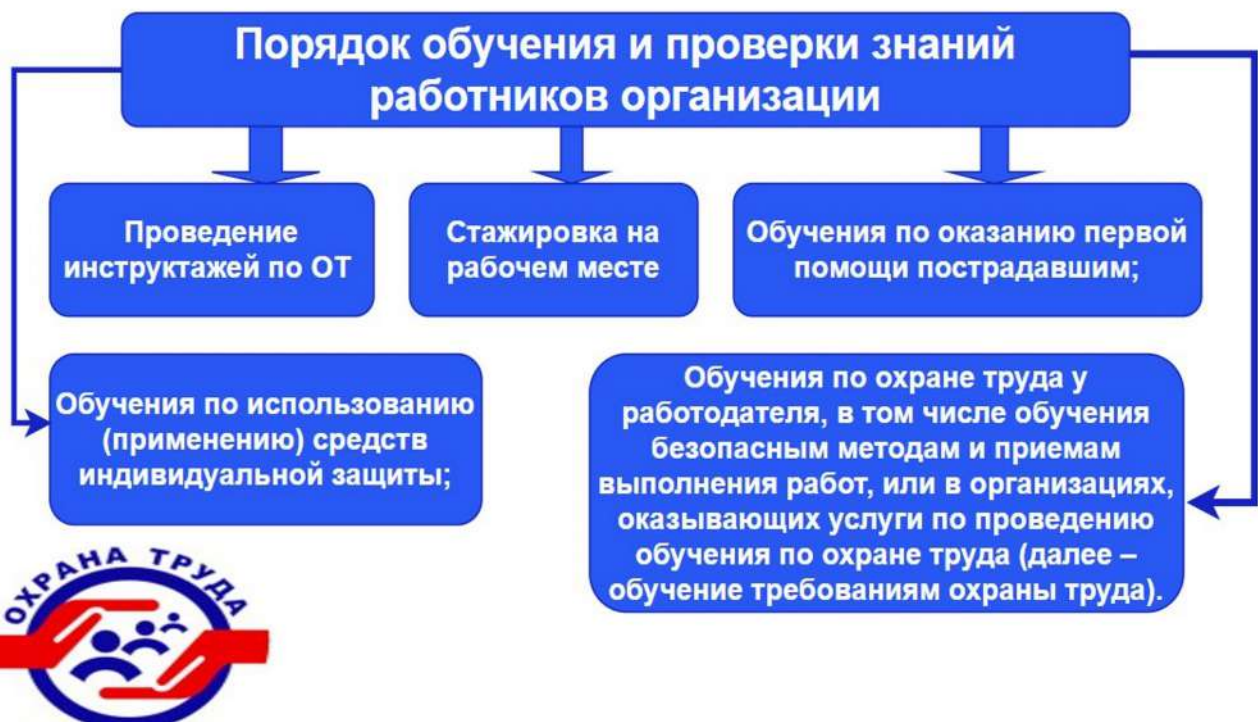 Порядок обучения и проверки знаний
работников организации
Проведение
инструктажей по ОТ
Стажировка на
рабочем месте
Обучения по оказанию первой
помощи пострадавшим;
Обучения по использованию
(применению) средств
индивидуальной защиты;
Обучения по охране труда у
работодателя, в том числе обучения
безопасным методам и приемам
выполнения работ, или в организациях,
оказывающих услуги по проведению
обучения по охране труда (далее –
обучение требованиям охраны труда).
ОХРАНА ТРУДА